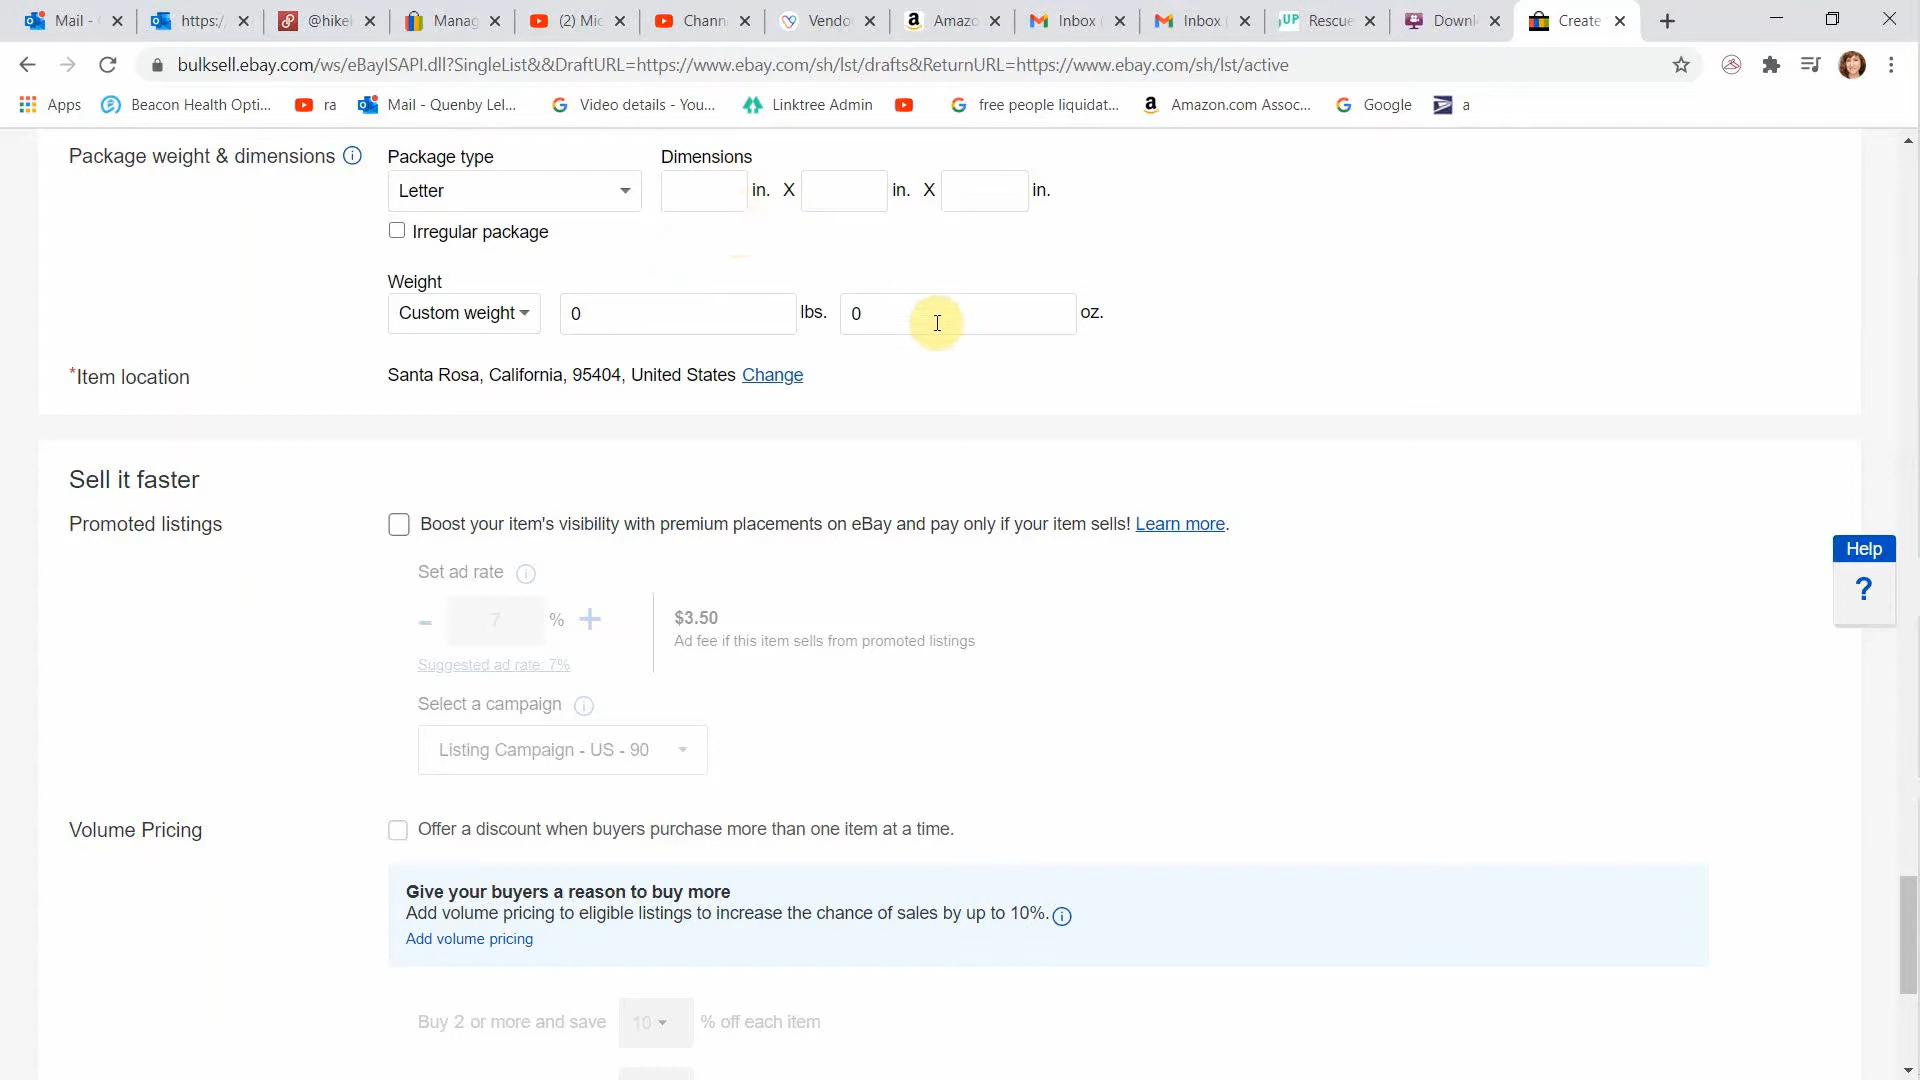 Mail -
https:/
@hikel
Manag
(2) Mic
Chann
Vendo
Amazo
Inbox
Inbox
Rescue
Downl
Create
bulksell.ebay.com/ws/eBayISAPI.dll?SingleList&&DraftURL=https://www.ebay.com/sh/lst/drafts&ReturnURL=https://www.ebay.com/sh/lst/active
Apps
Beacon Health Opti...
ra
Mail - Quenby Lel...
Video details - You...
Linktree Admin
free people liquidat...
Amazon.com Assoc...
Google
a
Package weight & dimensions
Package type
Dimensions
Letter
in. X in. X in.
Irregular package
Weight
Custom weight
0 lbs. 0 oz.
*Item location
Santa Rosa, California, 95404, United States Change
Sell it faster
Promoted listings
Boost your item's visibility with premium placements on eBay and pay only if your item sells! Learn more.
Help
?
Set ad rate
- 7 % +
$3.50
Ad fee if this item sells from promoted listings
Suggested ad rate: 7%
Select a campaign
Listing Campaign - US - 90
Volume Pricing
Offer a discount when buyers purchase more than one item at a time.
Give your buyers a reason to buy more
Add volume pricing to eligible listings to increase the chance of sales by up to 10%.
Add volume pricing
Buy 2 or more and save 10 % off each item